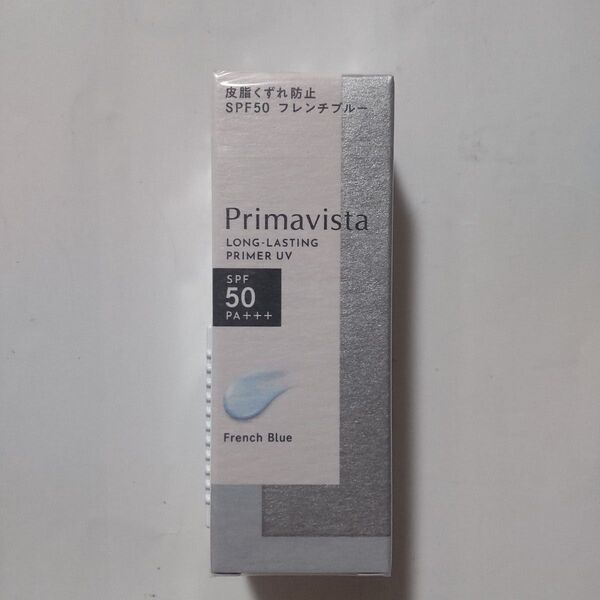 皮脂くずれ防止
SPF50 フレンチブルー
Primavista
LONG-LASTING
PRIMER UV
SPF
50
PA+++
French Blue